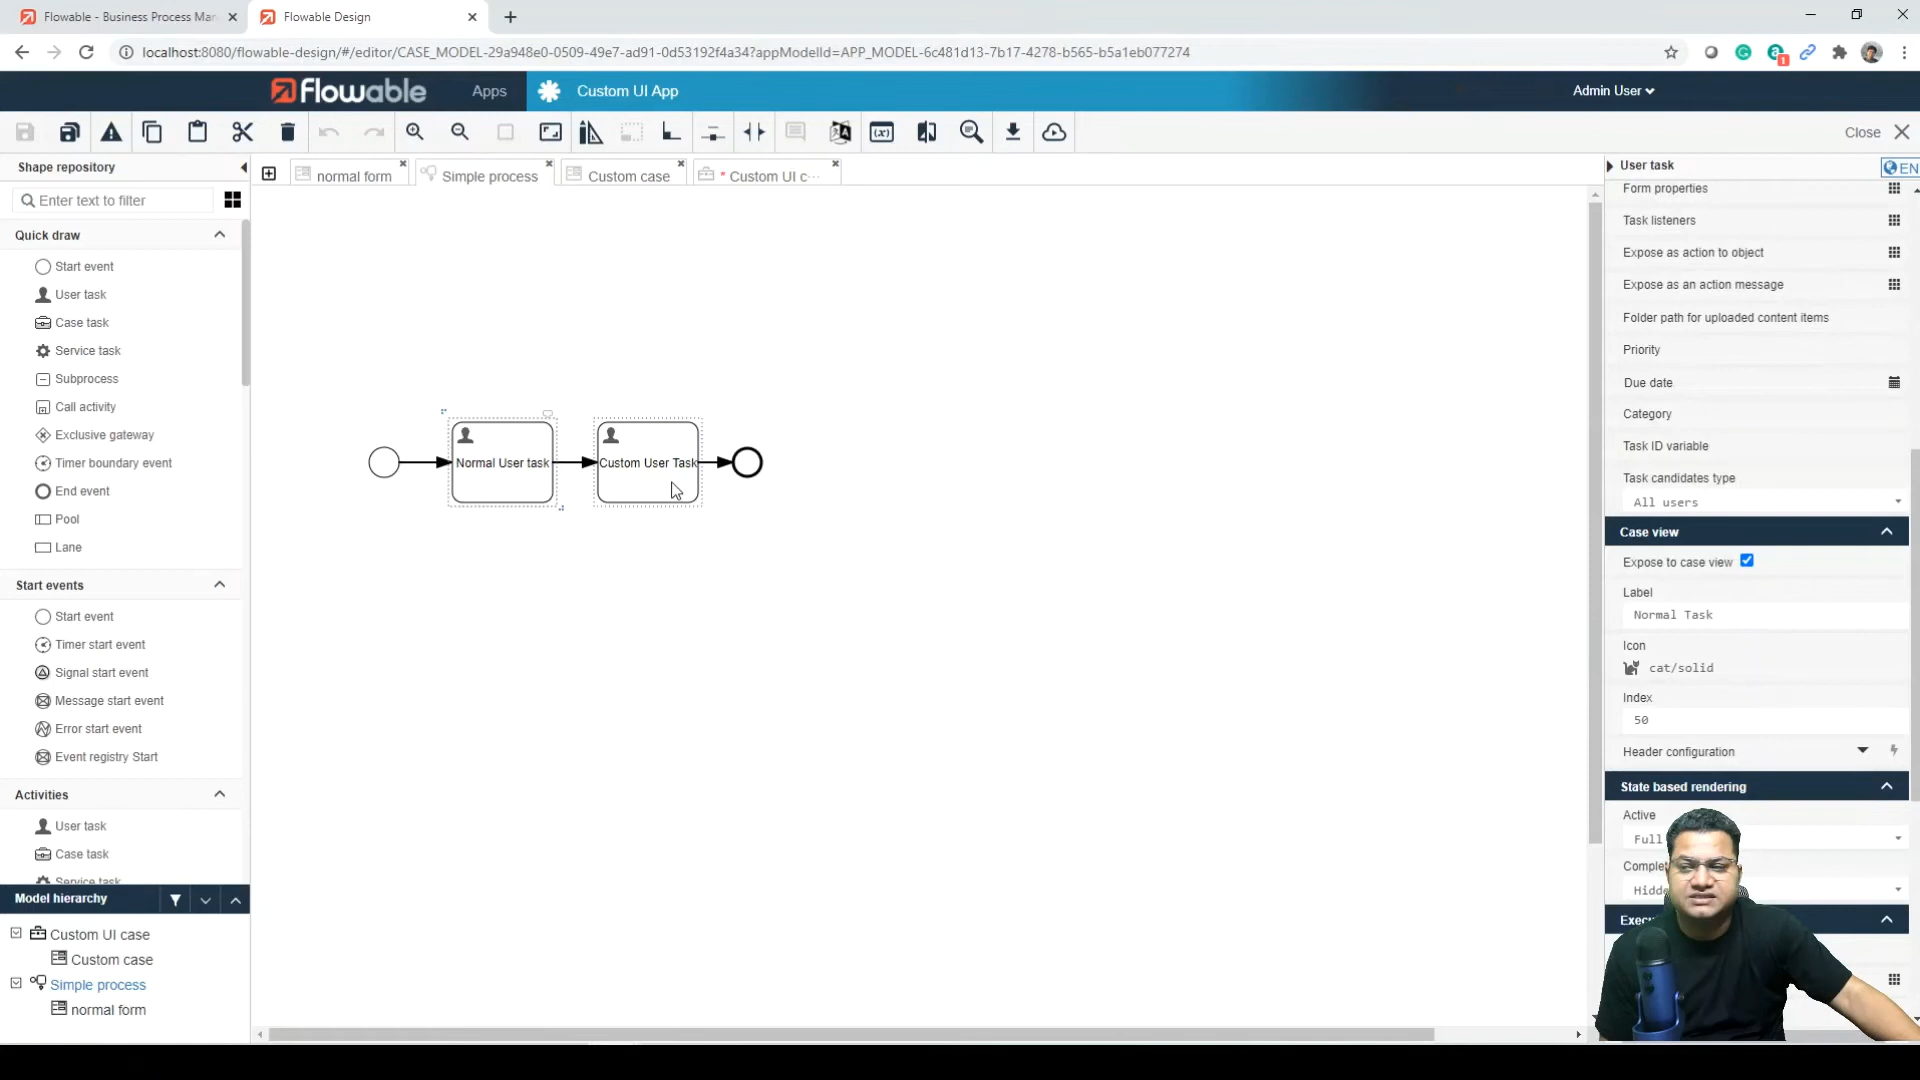 Flowable - Business Process Man
Flowable Design
localhost:8080/flowable-design/#/editor/CASE_MODEL-29a948e0-0509-49e7-ad91-0d53192f4a34?appModelId=APP_MODEL-6c481d13-7b17-4278-b565-b5a1eb077274
1
flowable
Apps
Custom UI App
Admin User
Close
Shape repository
normal form
Simple process
Custom case
* Custom UI c···
User task
EN
Enter text to filter
Quick draw
Start event
User task
Case task
Service task
Subprocess
Call activity
Exclusive gateway
Timer boundary event
End event
Pool
Lane
Start events
Start event
Timer start event
Signal start event
Message start event
Error start event
Event registry Start
Activities
User task
Case task
Service task
Model hierarchy
Custom UI case
Custom case
Simple process
normal form
Normal User task
Custom User Task
Form properties
Task listeners
Expose as action to object
Expose as an action message
Folder path for uploaded content items
Priority
Due date
Category
Task ID variable
Task candidates type
All users
Case view
Expose to case view
Label
Normal Task
Icon
cat/solid
Index
50
Header configuration
State based rendering
Active
Full
Complet
Hidd
Exec